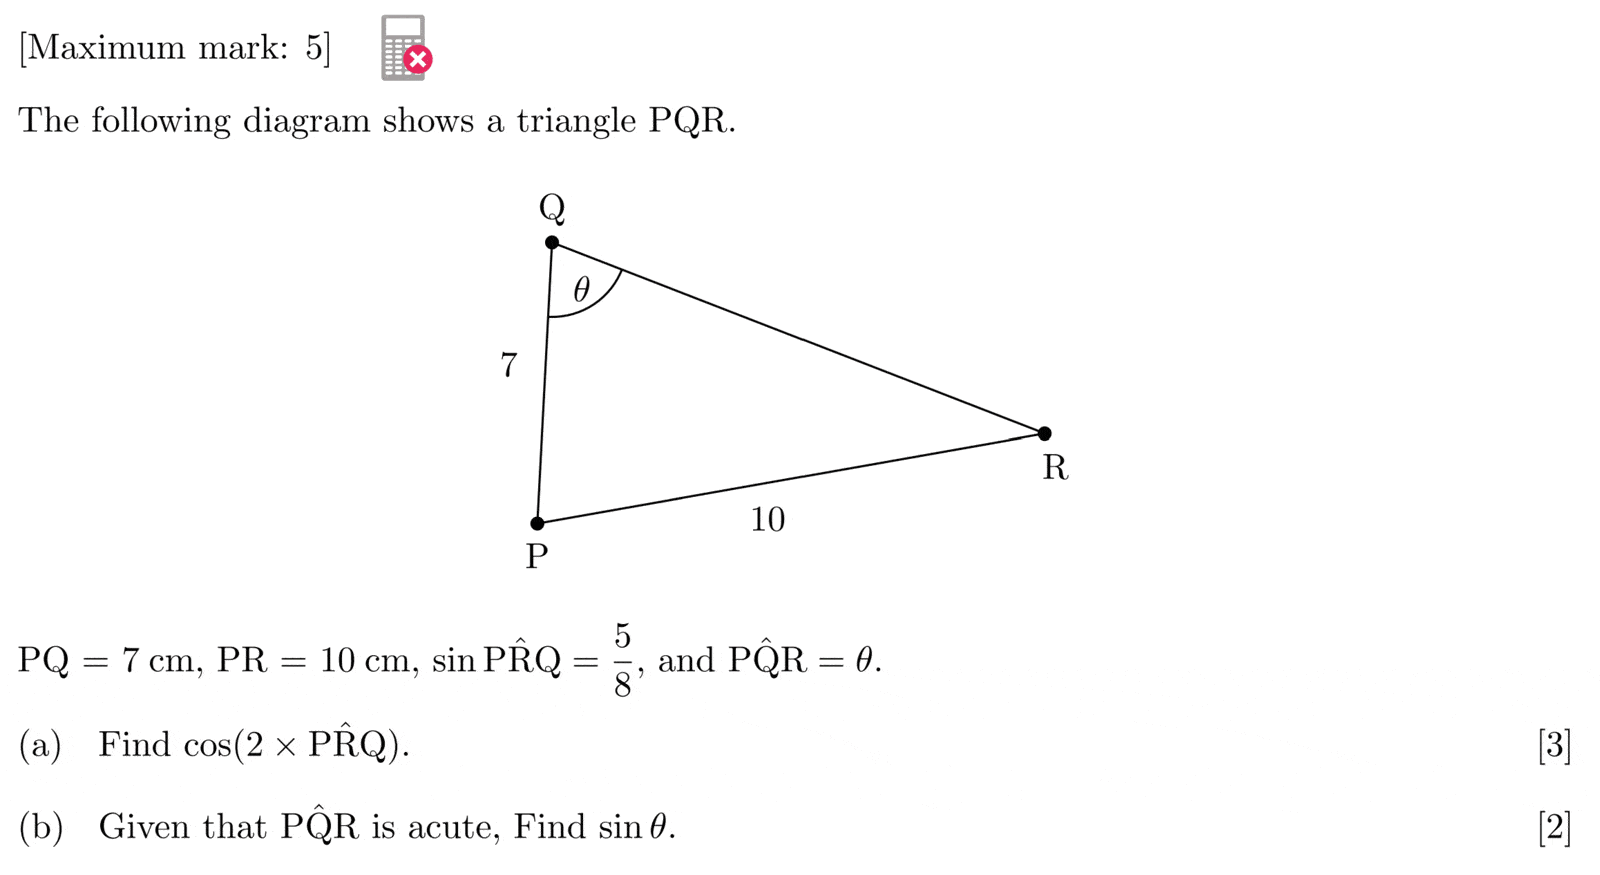 [Maximum mark: 5]
The following diagram shows a triangle PQR.
Q
θ
7
R
10
P
PQ = 7 cm, PR = 10 cm, sin PR̂Q = 5/8, and PQ̂R = θ.
(a) Find cos(2 × PR̂Q). [3]
(b) Given that PQ̂R is acute, Find sin θ. [2]